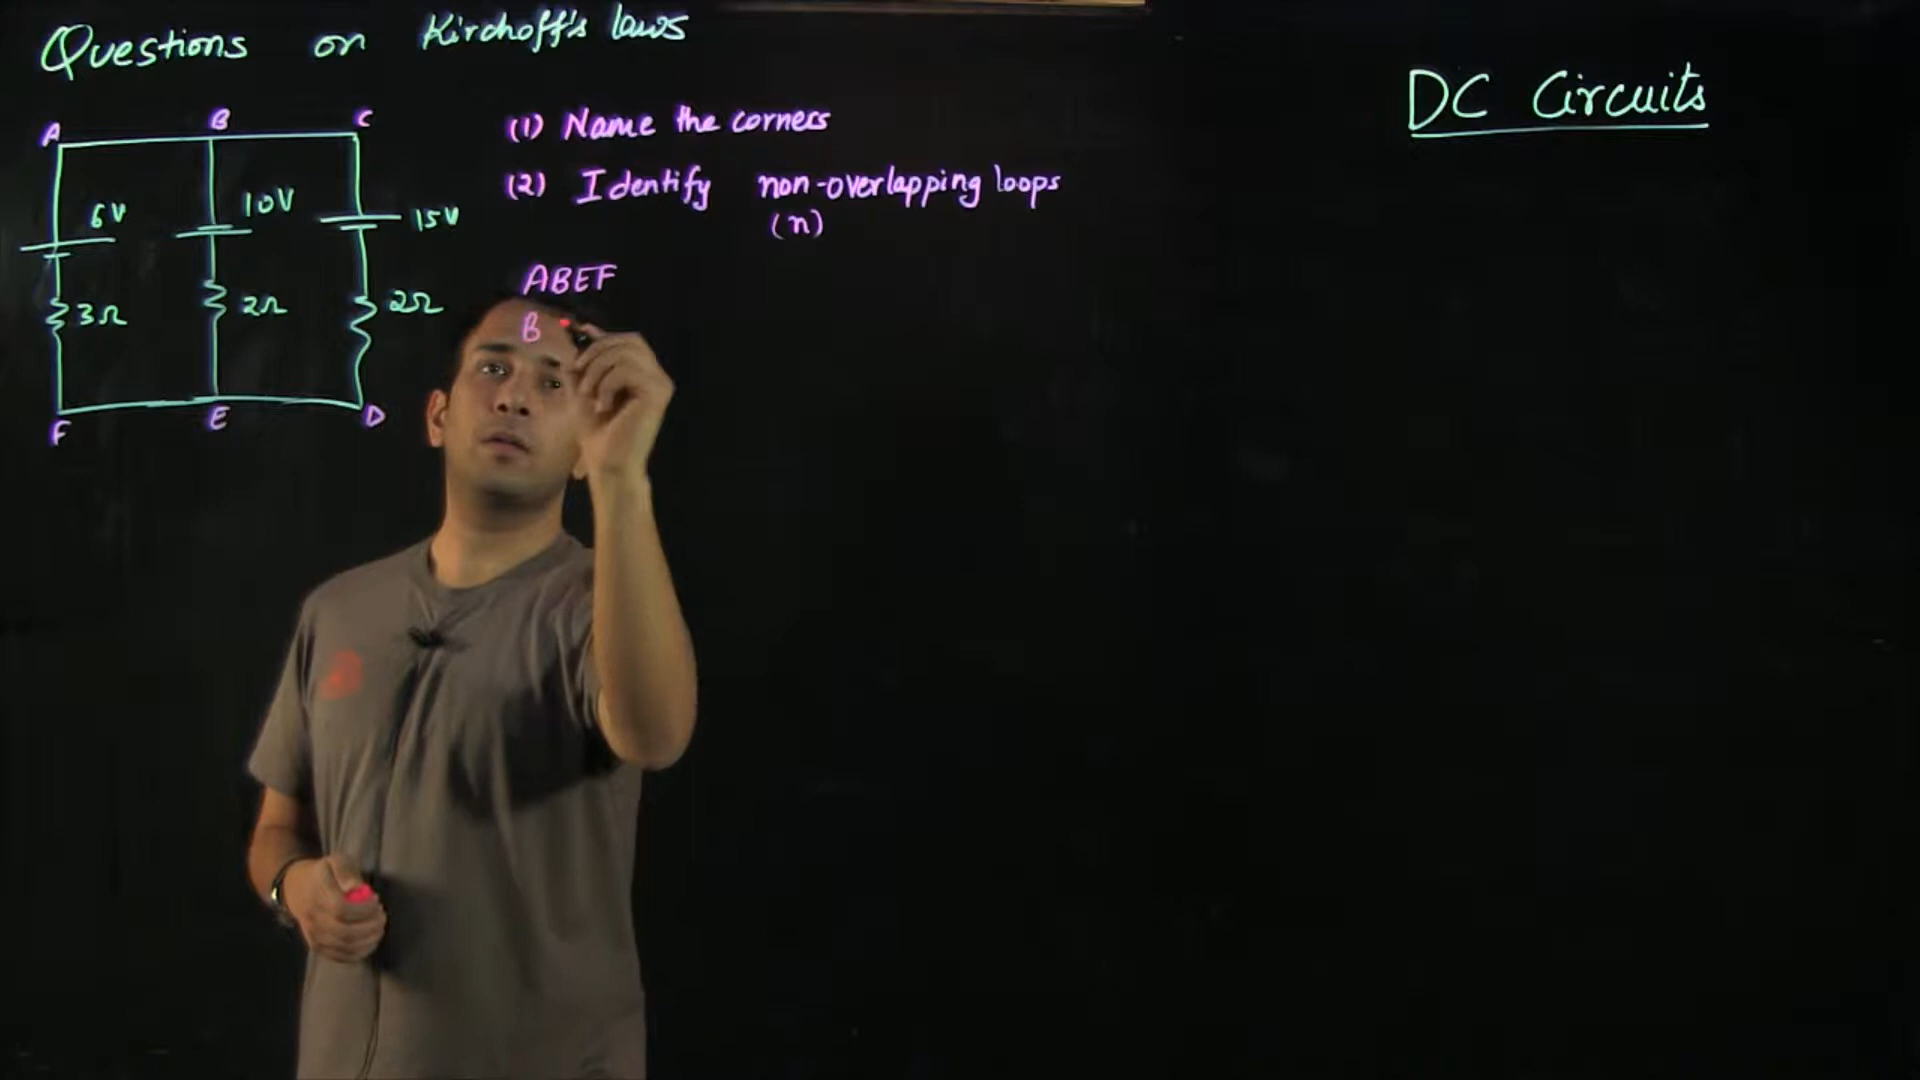 Questions on Kirchoff's laws
DC Circuits
A B C
(1) Name the corners
(2) Identify non-overlapping loops
(n)
6V 10V 15V
ABEF
3Ω 2Ω 2Ω
B
F E D